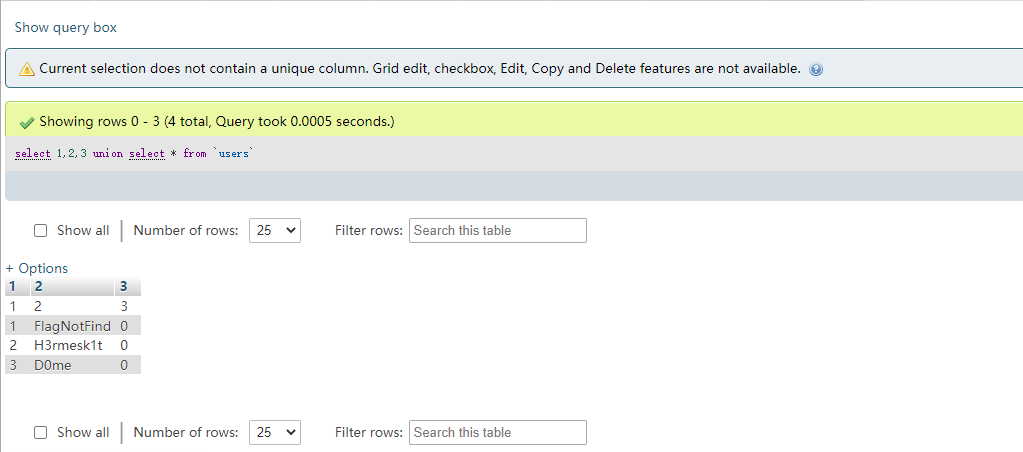 Show query box
Current selection does not contain a unique column. Grid edit, checkbox, Edit, Copy and Delete features are not available.
Showing rows 0 - 3 (4 total, Query took 0.0005 seconds.)
select 1,2,3 union select * from `users`
Show all Number of rows: 25 Filter rows: Search this table
+ Options
1 2 3
1 2 3
1 FlagNotFind 0
2 H3rmesk1t 0
3 D0me 0
Show all Number of rows: 25 Filter rows: Search this table